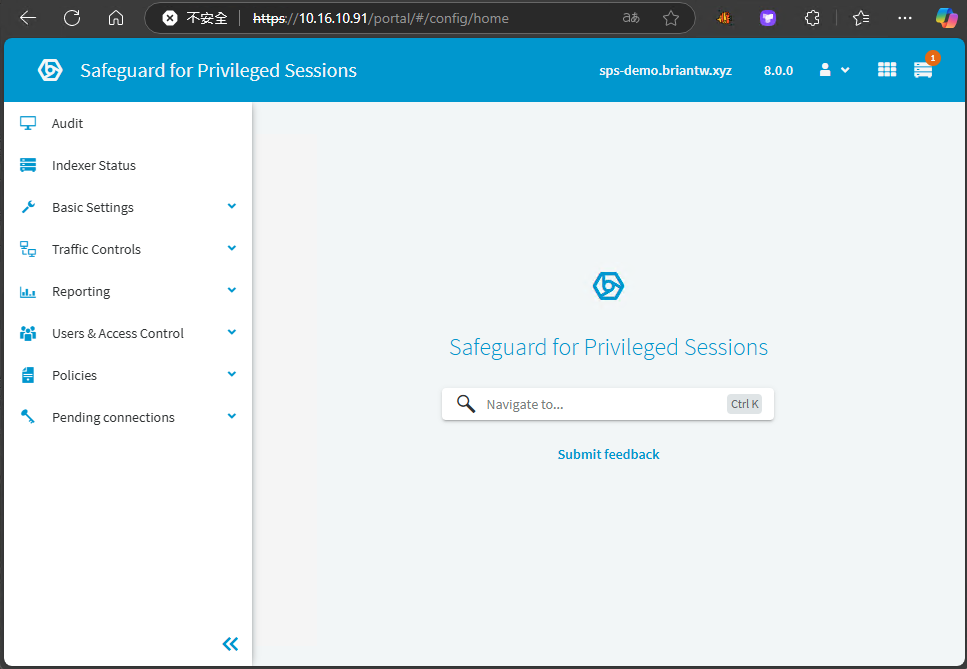 不安全 https://10.16.10.91/portal/#/config/home aあ
Safeguard for Privileged Sessions sps-demo.briantw.xyz 8.0.0 1
Audit
Indexer Status
Basic Settings
Traffic Controls
Reporting
Users & Access Control
Policies
Pending connections
Safeguard for Privileged Sessions
Navigate to... Ctrl K
Submit feedback